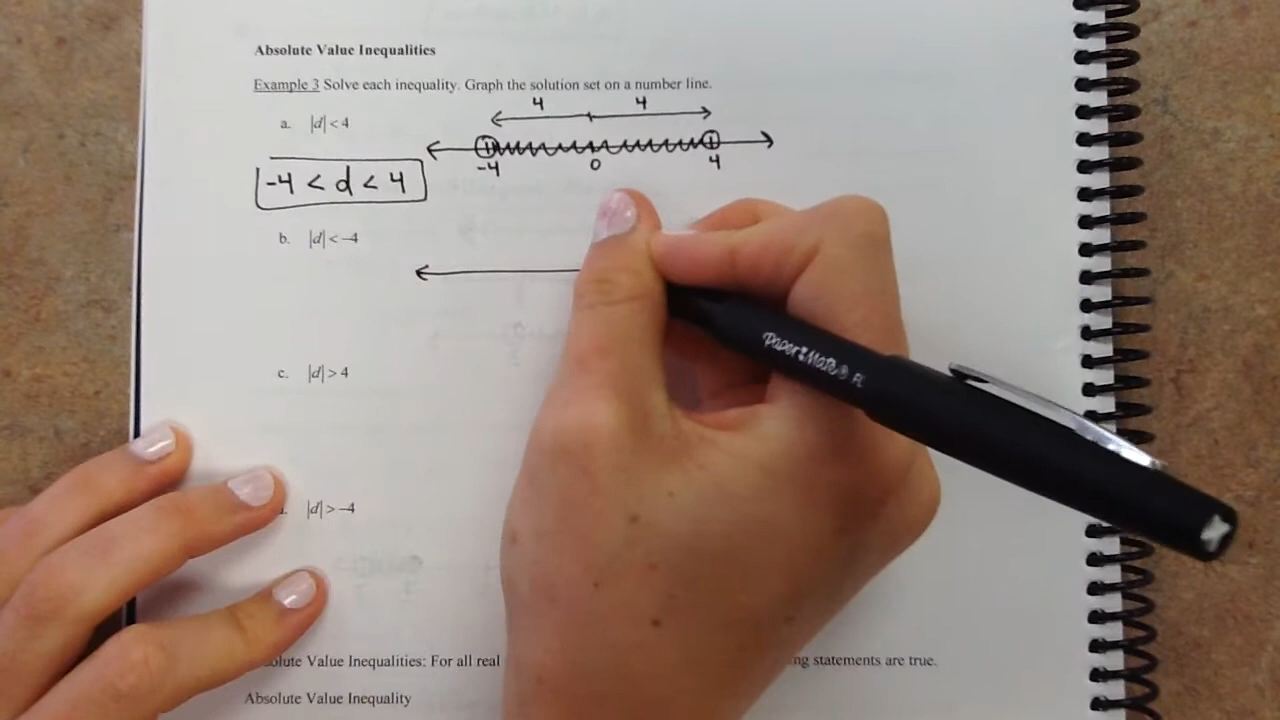 Absolute Value Inequalities
Example 3 Solve each inequality. Graph the solution set on a number line.
4 4
a. |d| < 4
-4 0 4
-4 < d < 4
b. |d| < -4
PaperMate® FL
c. |d| > 4
|d| > -4
Value Inequalities: For all real statements are true.
Absolute Value Inequality